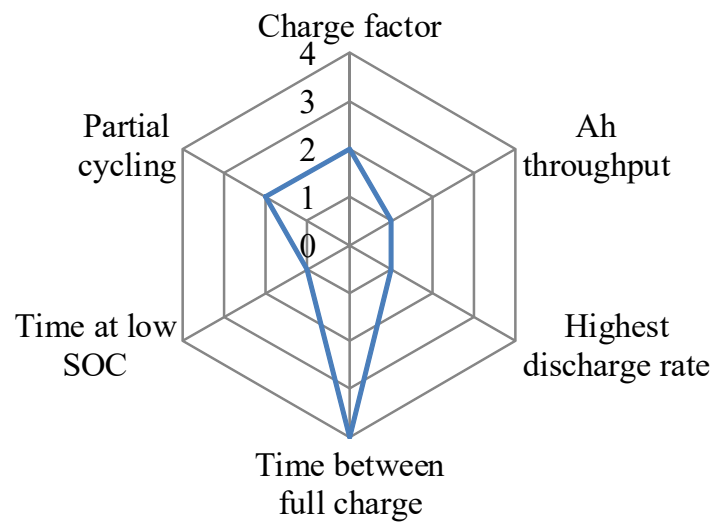 Charge factor
4
3
2
1
0
Partial
cycling
Ah
throughput
Time at low
SOC
Highest
discharge rate
Time between
full charge